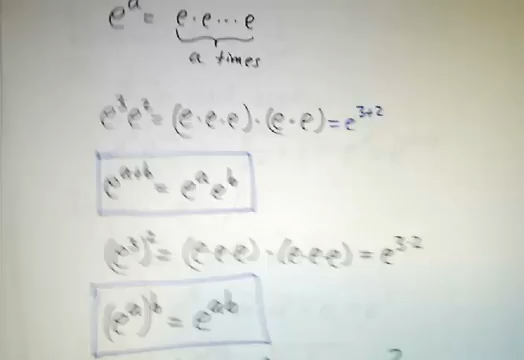 e^a = e · e ··· e
a times
e^3 e^2 = (e · e · e) · (e · e) = e^{3+2}
e^{a+b} = e^a e^b
(e^3)^2 = (e·e·e) · (e·e·e) = e^{3·2}
(e^a)^b = e^{ab}